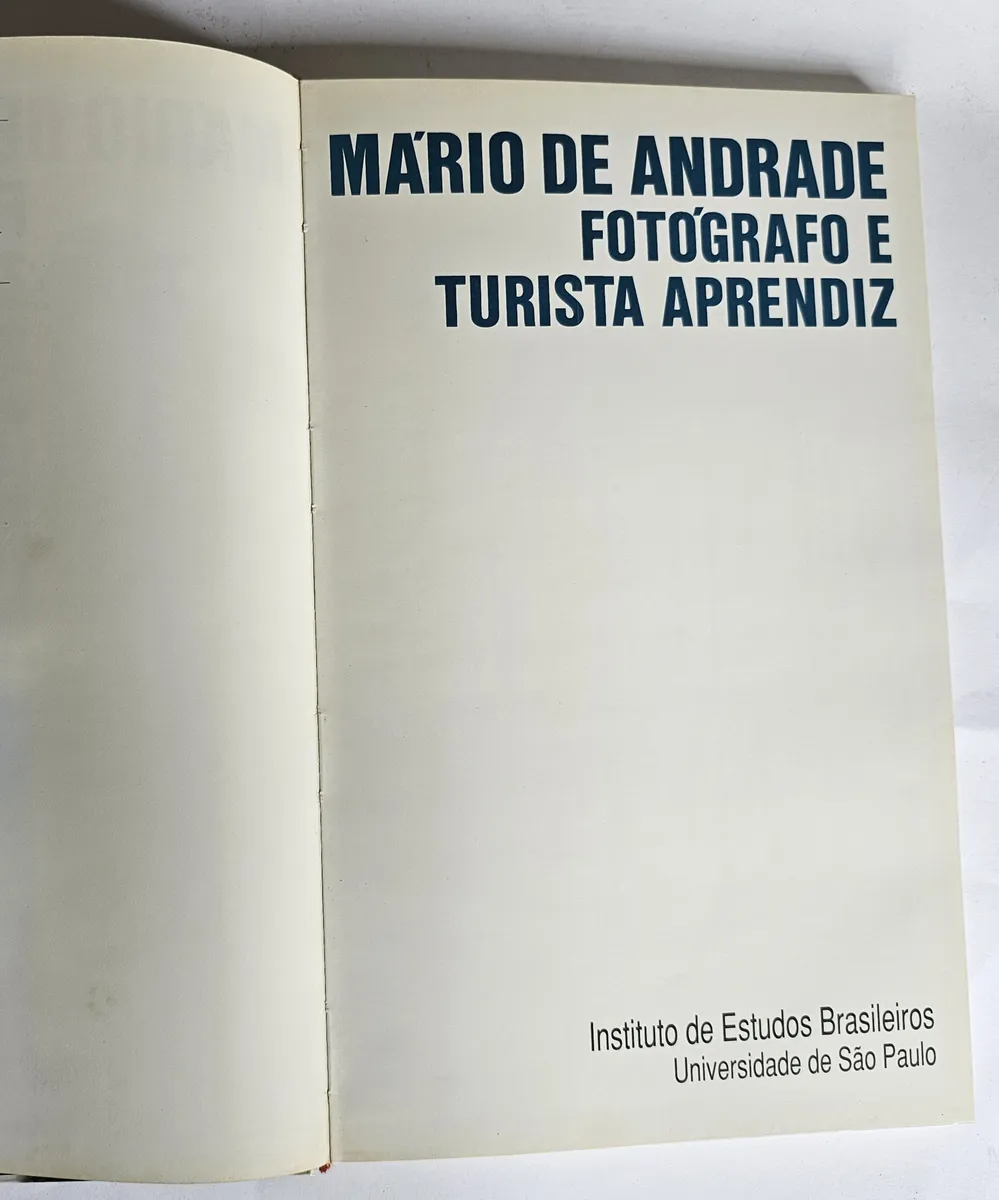 MÁRIO DE ANDRADE
FOTÓGRAFO E
TURISTA APRENDIZ
Instituto de Estudos Brasileiros
Universidade de São Paulo